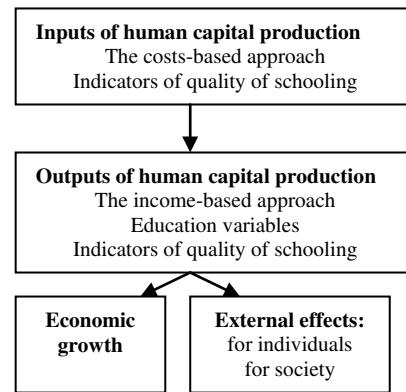 Inputs of human capital production
The costs-based approach
Indicators of quality of schooling
Outputs of human capital production
The income-based approach
Education variables
Indicators of quality of schooling
Economic
growth
External effects:
for individuals
for society